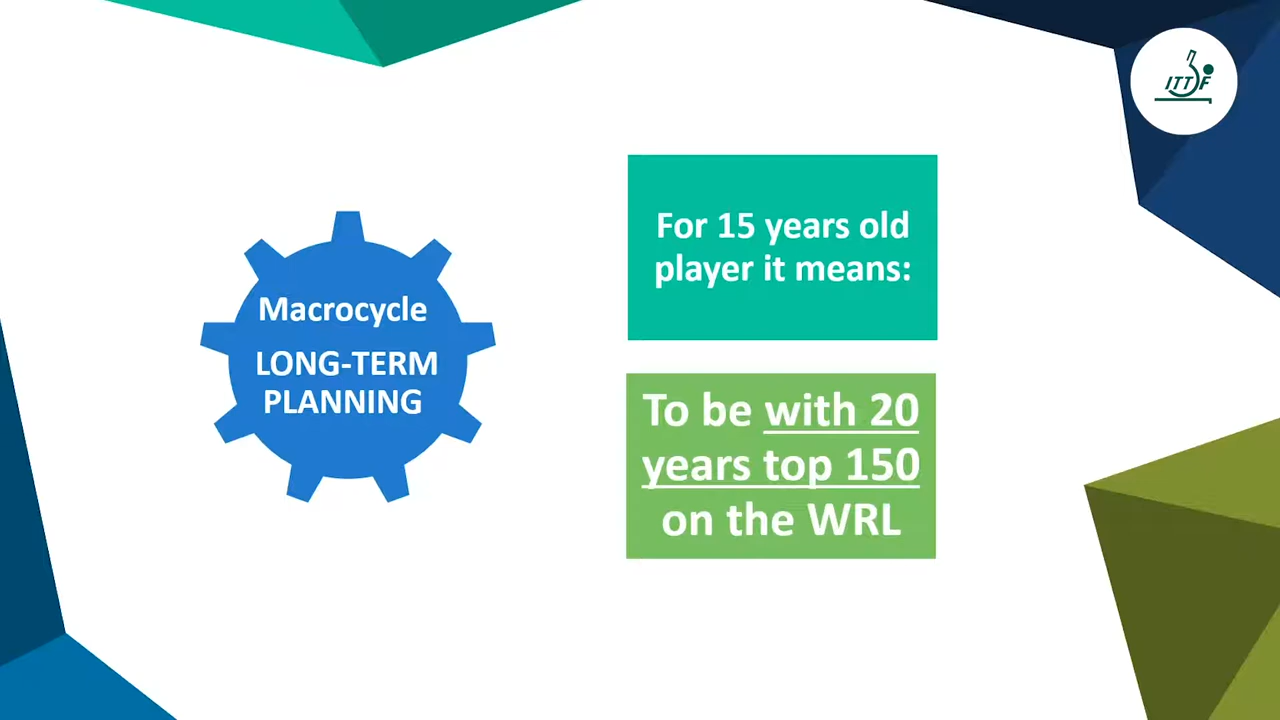 ITTF
Macrocycle
LONG-TERM
PLANNING
For 15 years old
player it means:
To be with 20
years top 150
on the WRL